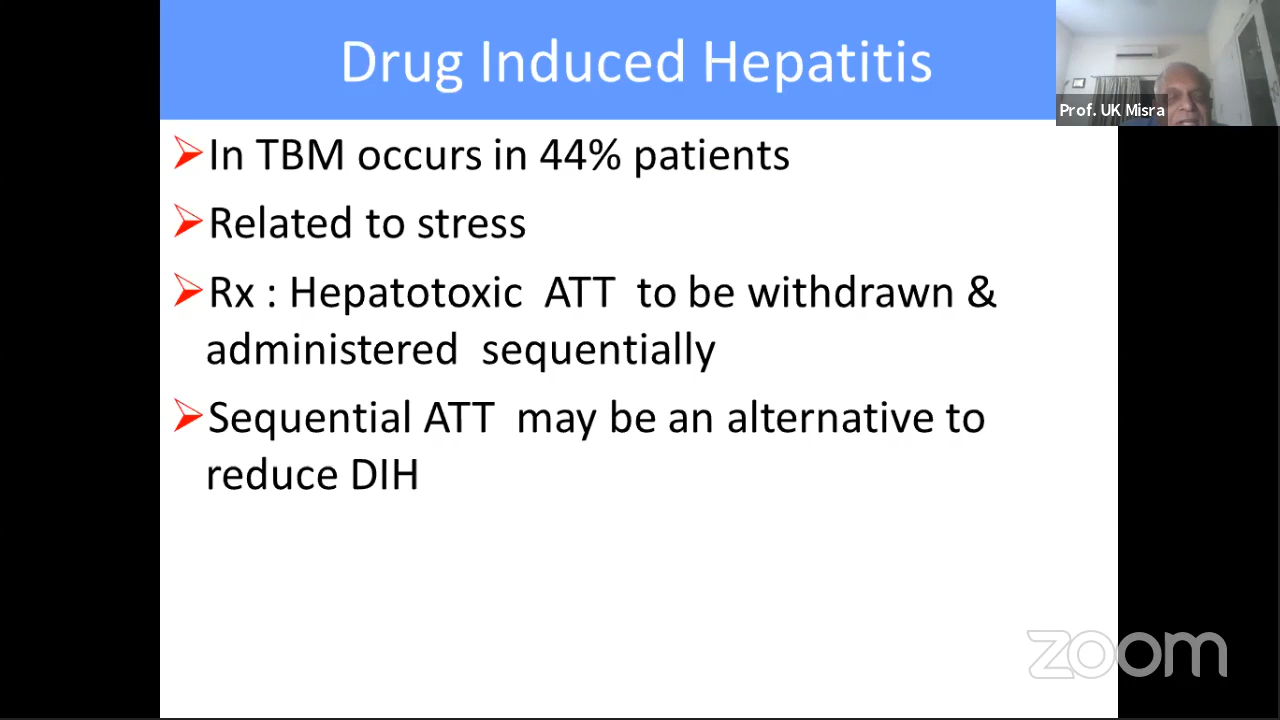 Drug Induced Hepatitis
Prof. UK Misra
In TBM occurs in 44% patients
Related to stress
Rx : Hepatotoxic ATT to be withdrawn &
administered sequentially
Sequential ATT may be an alternative to
reduce DIH
zoom